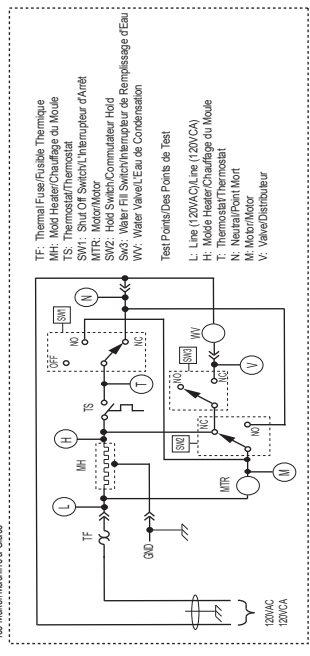 TF: Thermal Fuse/Fusible Thermique
MH: Mold Heater/Chauffage du Moule
TS: Thermostat/Thermostat
SW1: Shut Off Switch/L'Interrupteur d'Arrêt
MTR: Motor/Motor
SW2: Hold Switch/Commutateur Hold
Sw3: Water Fill Switch/Interrupteur de Remplissage d'Eau
WV: Water Valve/L'Eau de Condensation
Test Points/Des Points de Test
L: Line (120VAC)/Line (120VCA)
H: Molde Heater/Chauffage du Moule
T: Thermostat/Thermostat
N: Neutral/Point Mort
M: Motor/Motor
V: Valve/Distributeur
N
SW1
OFF
NO
NC
T
TS
H
MH
L
TF
GND
WV
SW3
NO
NC
V
SW2
NC
NO
MTR
M
120VAC
120VCA